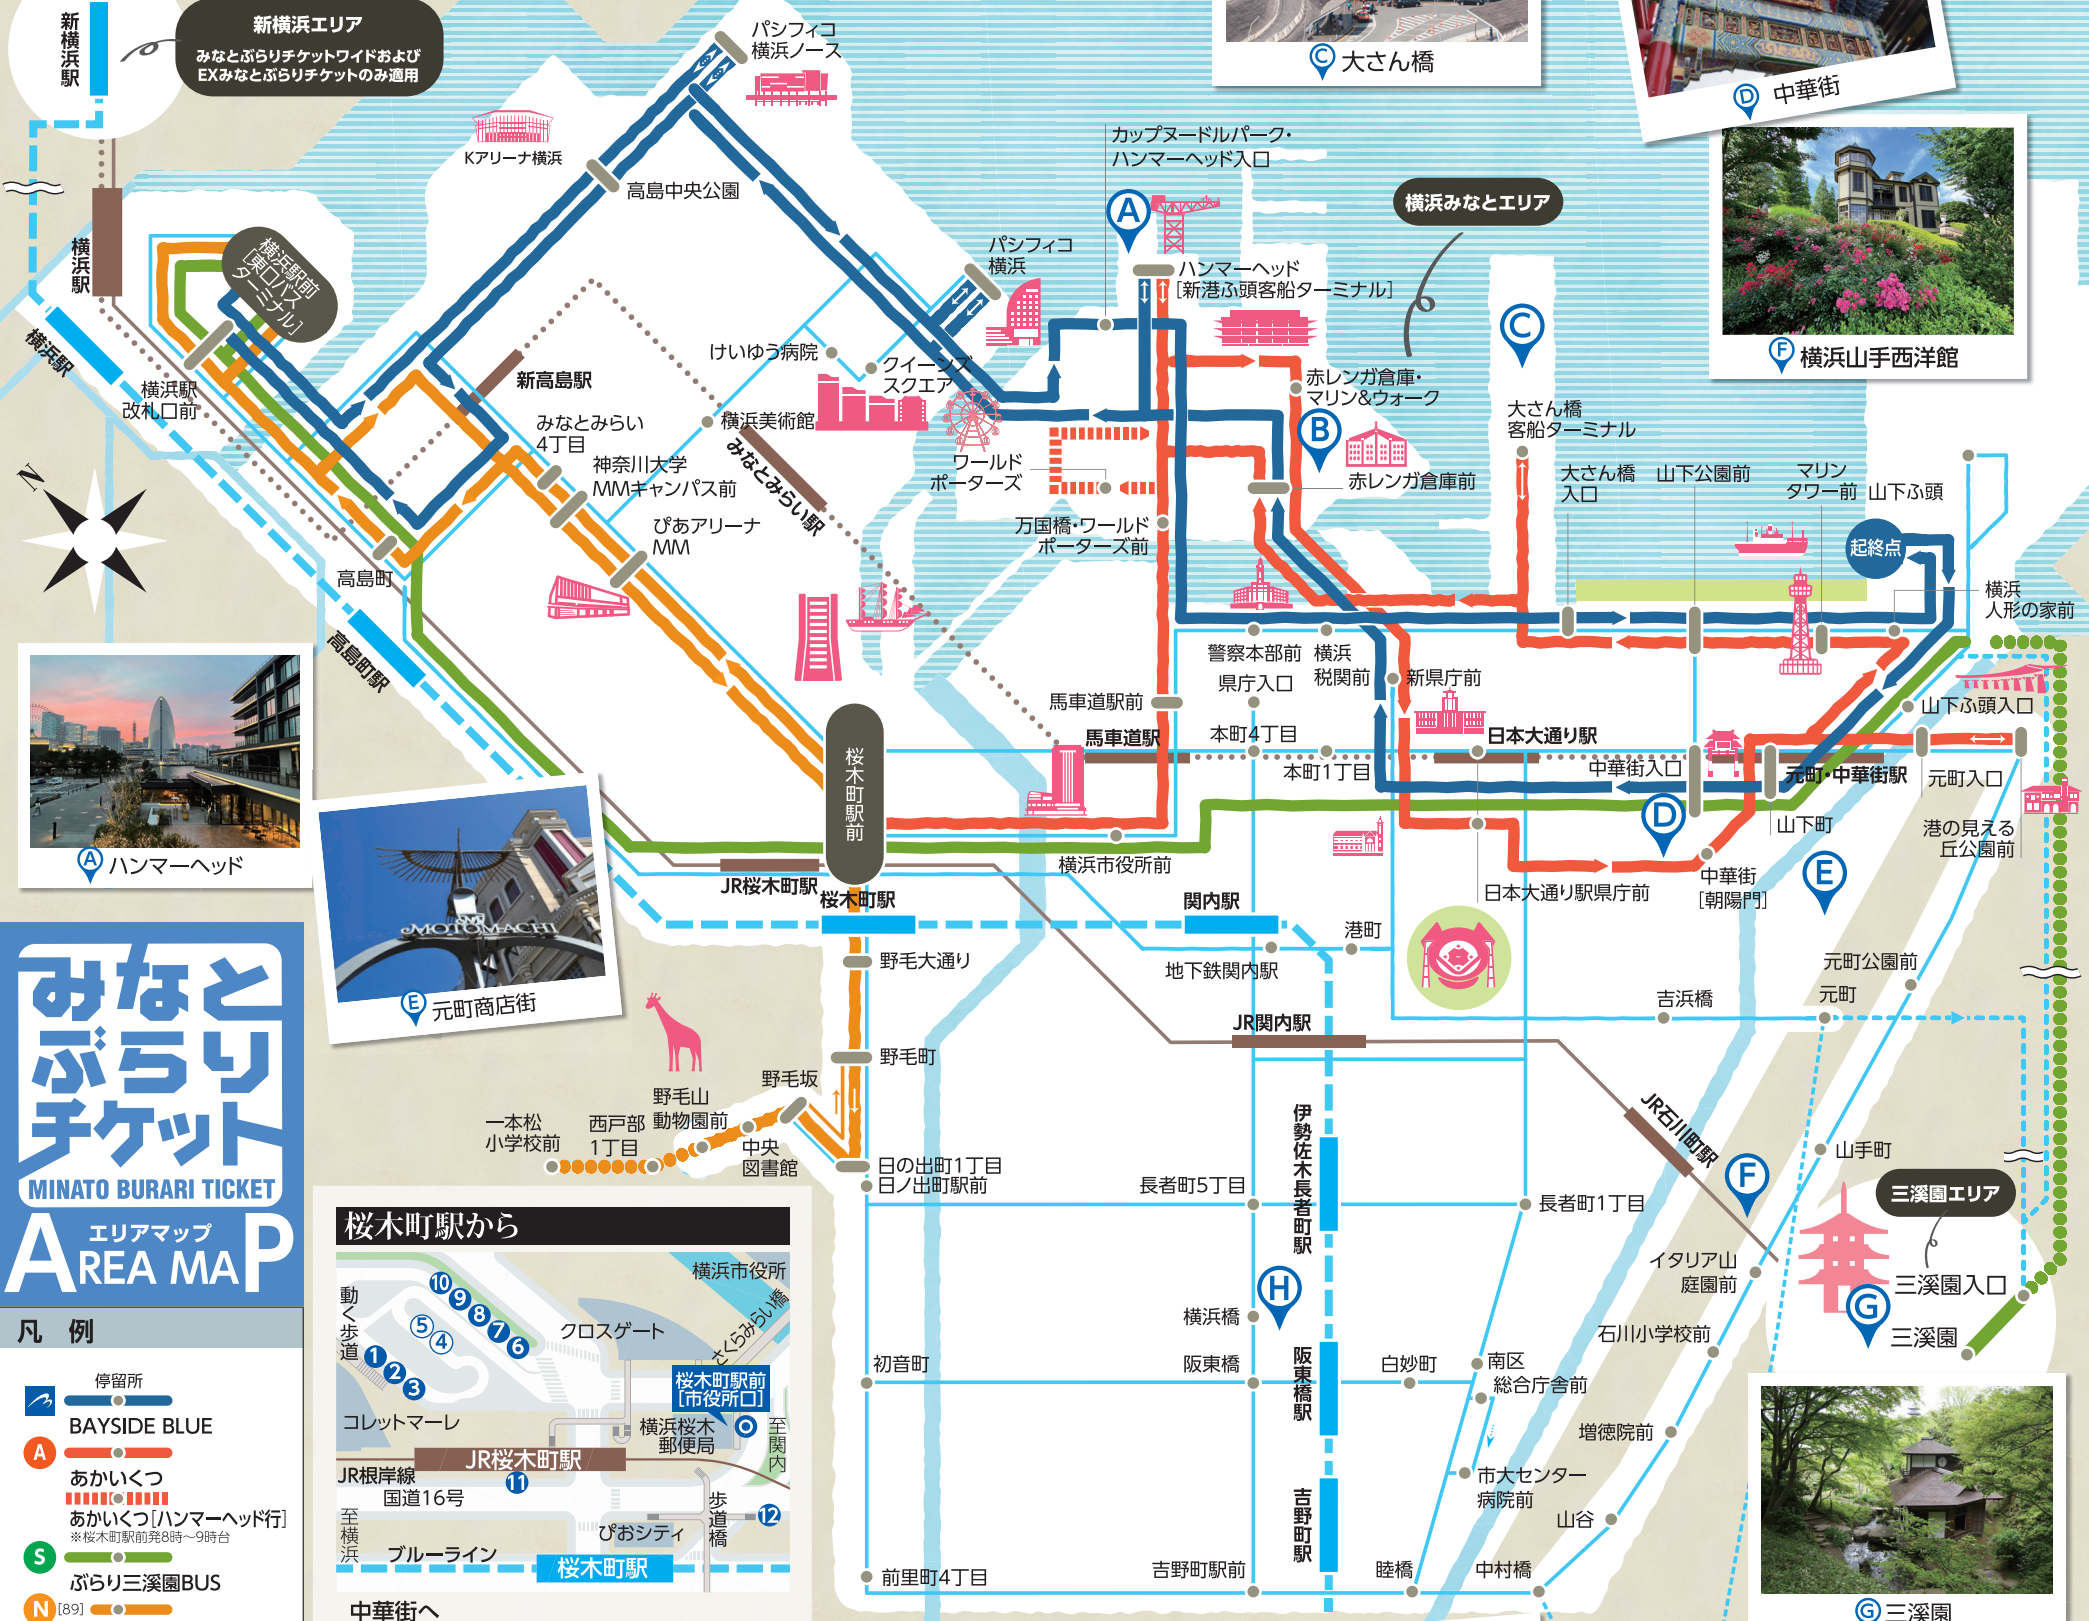 新横浜駅
新横浜エリア
みなとぶらりチケットワイドおよび
EXみなとぶらりチケットのみ適用
パシフィコ
横浜ノース
Kアリーナ横浜
高島中央公園
C 大さん橋
D 中華街
F 横浜山手西洋館
カップヌードルパーク・
ハンマーヘッド入口
横浜みなとエリア
A
ハンマーヘッド
[新港ふ頭客船ターミナル]
パシフィコ
横浜
横浜駅
横浜駅前
[東口バス
ターミナル]
横浜駅
横浜駅
改札口前
新高島駅
けいゆう病院
クイーンズ
スクエア
横浜美術館
みなとみらい駅
みなとみらい
4丁目
神奈川大学
MMキャンパス前
ぴあアリーナ
MM
高島町
高島町駅
N
ワールド
ポーターズ
万国橋・ワールド
ポーターズ前
赤レンガ倉庫・
マリン&ウォーク
B
赤レンガ倉庫前
C
大さん橋
客船ターミナル
大さん橋
入口
山下公園前
マリン
タワー前
山下ふ頭
起終点
横浜
人形の家前
警察本部前
県庁入口
横浜
税関前
新県庁前
馬車道駅前
馬車道駅
本町4丁目
本町1丁目
日本大通り駅
中華街入口
元町・中華街駅
山下ふ頭入口
元町入口
山下町
港の見える
丘公園前
D
E
中華街
[朝陽門]
日本大通り駅県庁前
横浜市役所前
桜木町駅前
JR桜木町駅
桜木町駅
関内駅
港町
地下鉄関内駅
A ハンマーヘッド
MOTOMACHI
E 元町商店街
野毛大通り
野毛町
野毛坂
野毛山
動物園前
中央
図書館
西戸部
1丁目
一本松
小学校前
日の出町1丁目
日ノ出町駅前
JR関内駅
吉浜橋
元町
元町公園前
JR石川町駅
山手町
F
伊勢佐木長者町駅
長者町5丁目
長者町1丁目
イタリア山
庭園前
石川小学校前
三溪園エリア
三溪園入口
G
三溪園
H
横浜橋
阪東橋
阪東橋駅
白妙町
南区
総合庁舎前
増徳院前
市大センター
病院前
山谷
初音町
前里町4丁目
吉野町駅
吉野町駅前
睦橋
中村橋
G 三溪園
みなと
ぶらり
チケット
MINATO BURARI TICKET
エリアマップ
AREA MAP
凡例
停留所
BAYSIDE BLUE
A
あかいくつ
あかいくつ[ハンマーヘッド行]
※桜木町駅前発8時~9時台
S
ぶらり三溪園BUS
N [89]
桜木町駅から
動く歩道
10
9
8
7
6
5
4
1
2
3
クロスゲート
横浜市役所
さくらみらい橋
桜木町駅前
[市役所口]
コレットマーレ
横浜桜木
郵便局
至関内
JR桜木町駅
JR根岸線
11
国道16号
至横浜
ぴおシティ
歩道橋
12
ブルーライン
桜木町駅
中華街へ